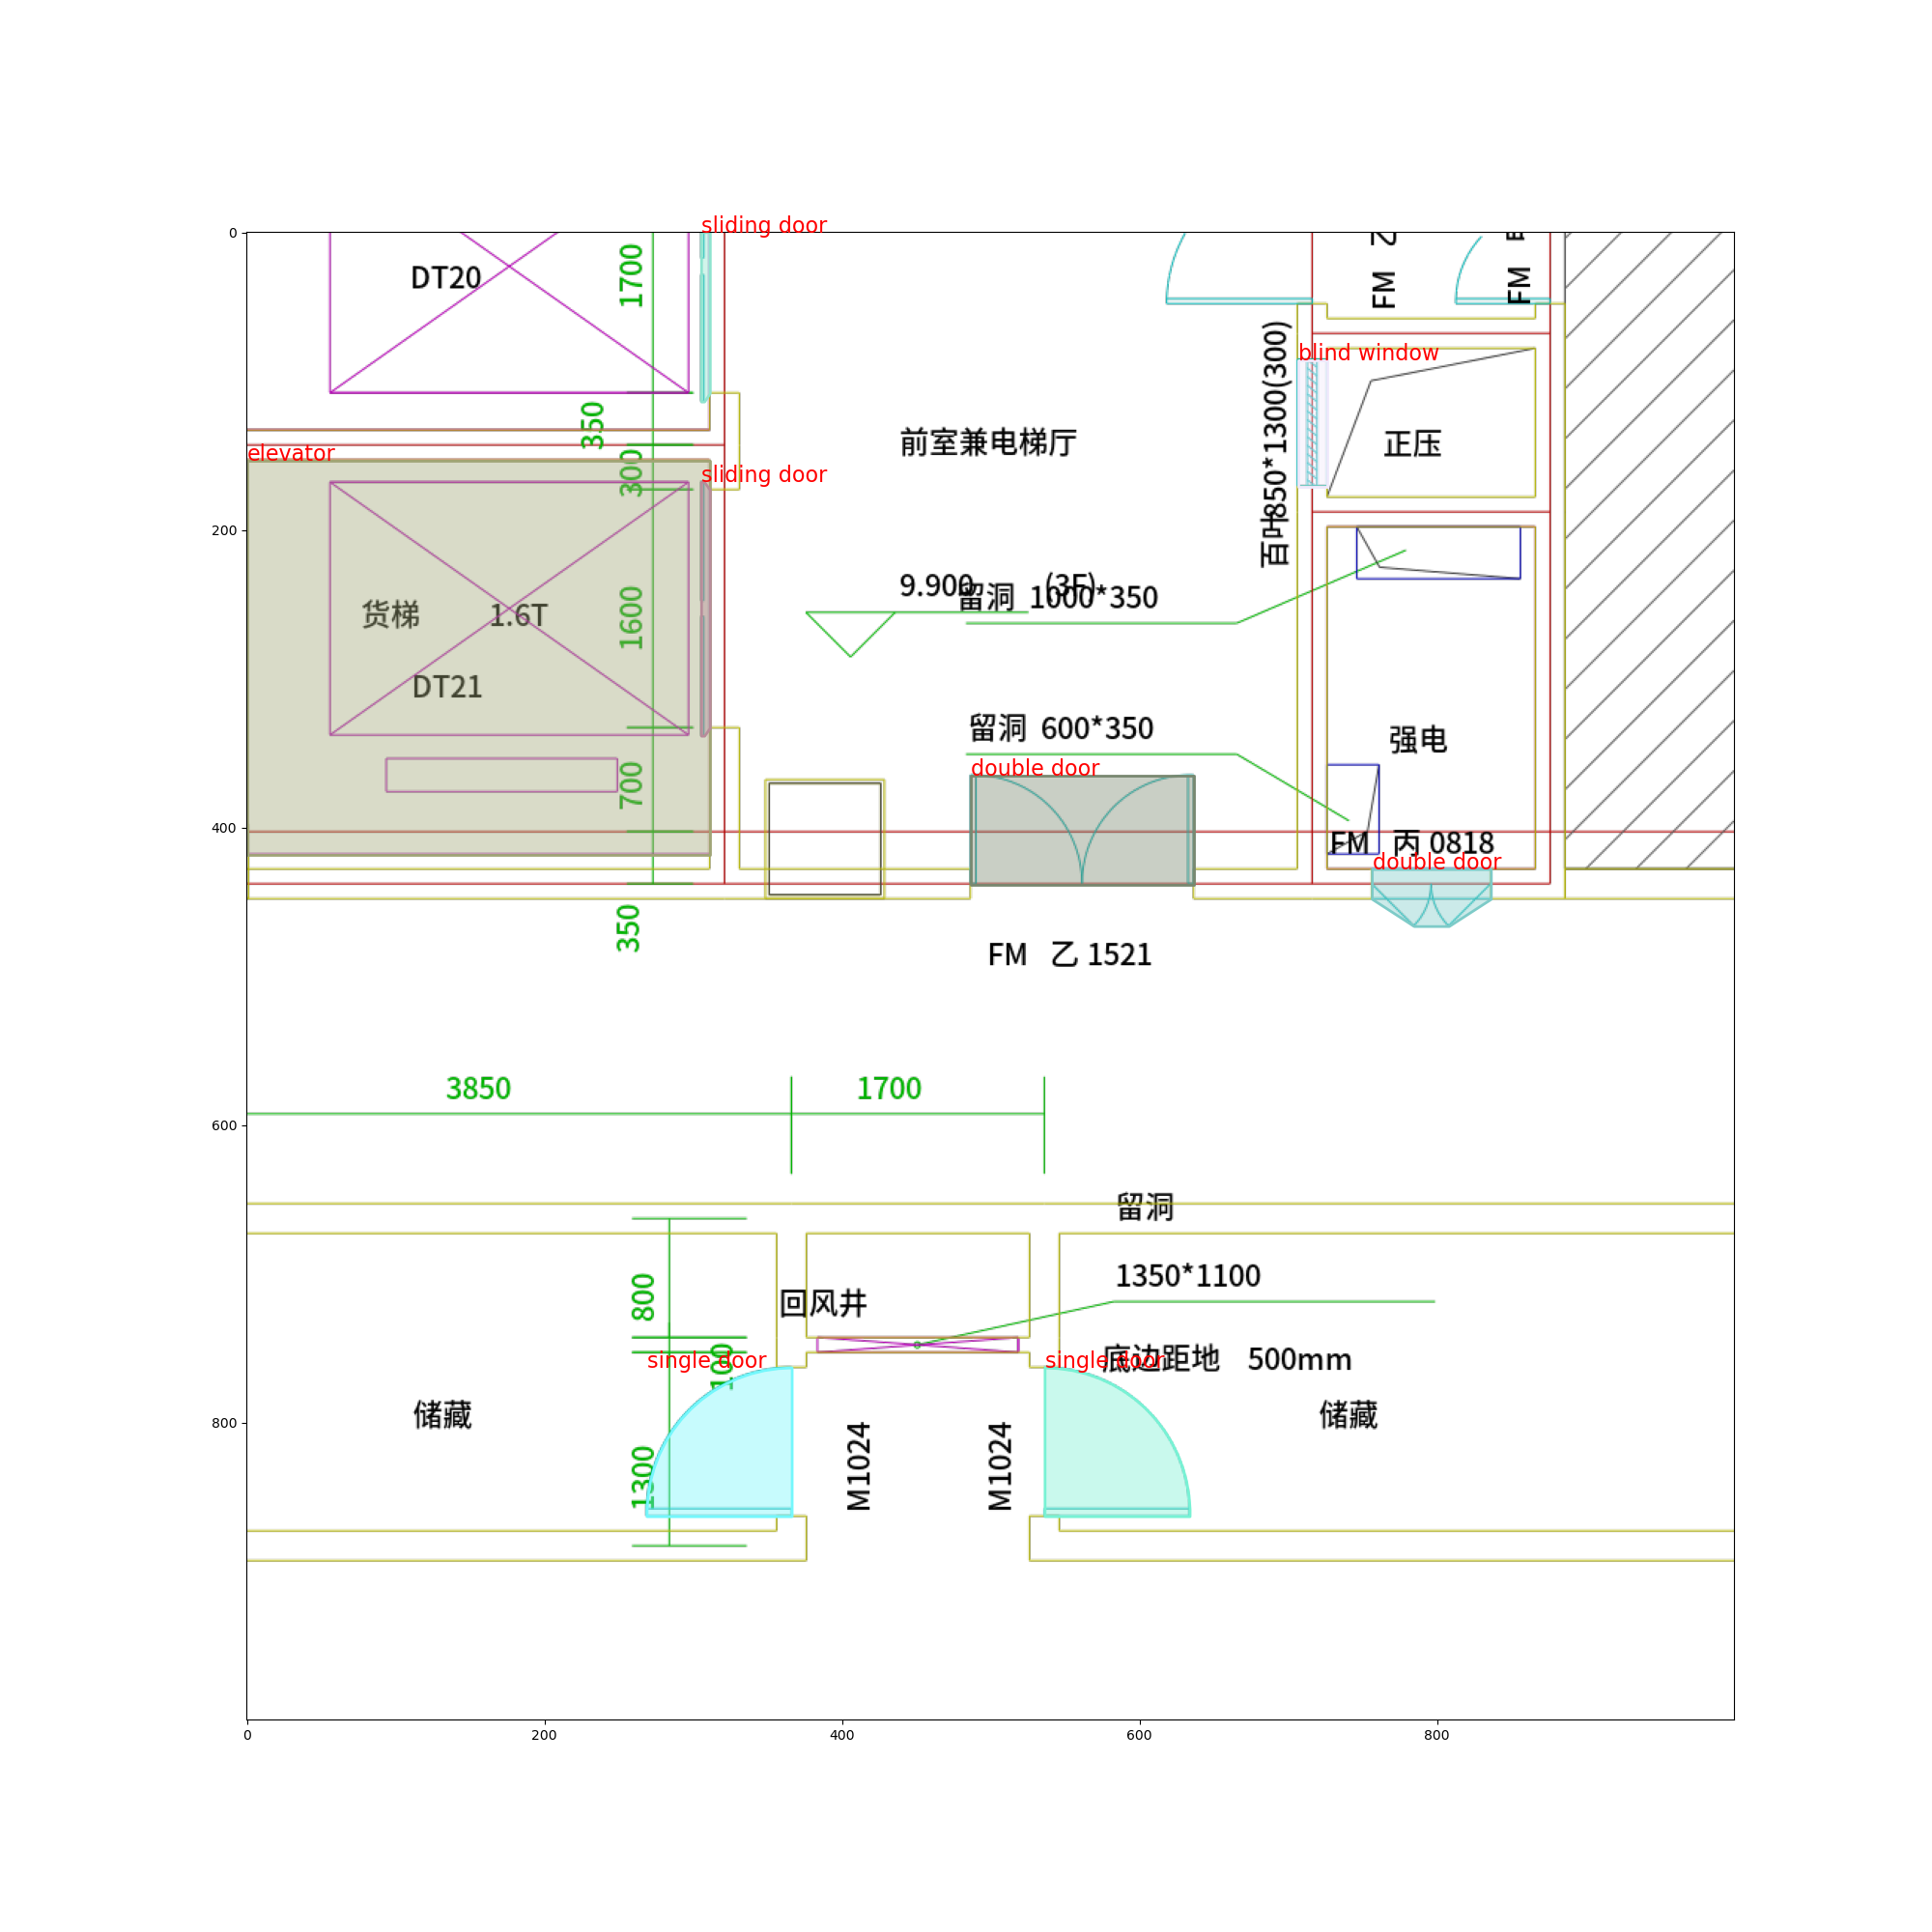 sliding door
0
DT20
1700
FM 乙
FM
blind window
350
百叶850*1300(300)
前室兼电梯厅
正压
elevator
300
sliding door
200
9.900 (3F)
留洞 1000*350
货梯 1.6T
1600
DT21
留洞 600*350
强电
double door
700
400
FM 丙 0818
double door
350
FM 乙 1521
3850
1700
600
留洞
800
1350*1100
回风井
single door
100
single door
底边距地 500mm
800
储藏
储藏
1300
M1024
M1024
0
200
400
600
800